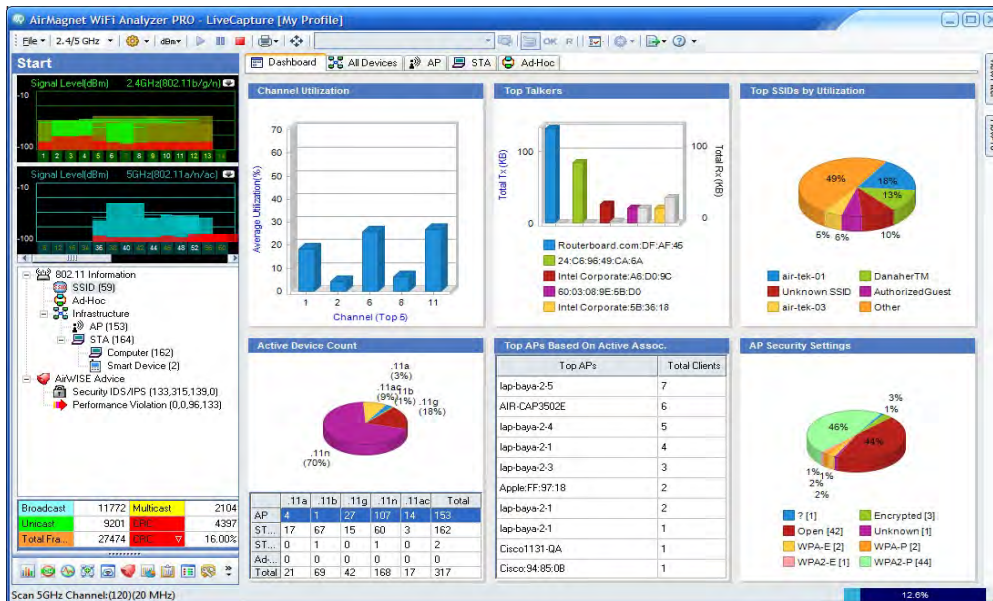 AirMagnet WiFi Analyzer PRO - LiveCapture [My Profile]
File 2.4/5 GHz dBm OK R
Start
Dashboard All Devices AP STA Ad-Hoc
Signal Level(dBm) 2.4GHz(802.11b/g/n)
-10
-100
1 2 3 4 5 6 8 9 10 11 12 13
Signal Level(dBm) 5GHz(802.11a/n/ac)
-10
-100
36 40 44 48 52
802.11 Information
SSID (59)
Ad-Hoc
Infrastructure
AP (153)
STA (164)
Computer (162)
Smart Device (2)
AirWISE Advice
Security IDS/IPS (133,315,139,0)
Performance Violation (0,0,96,133)
Broadcast 11772 Multicast 2104
Unicast 9201 CRC 4397
Total Fra... 27474 CRC 16.00%
Channel Utilization
Average Utilization(%)
70
60
50
40
30
20
10
0
1 2 6 8 11
Channel (Top 5)
Top Talkers
Total Tx (KB)
100
0
Total Rx (KB)
100
0
Routerboard.com:DF:AF:45
24:C6:96:49:CA:6A
Intel Corporate:A6:D0:9C
60:03:08:9E:6B:D0
Intel Corporate:5B:36:18
Top SSIDs by Utilization
49% 18%
13%
5% 6% 10%
air-tek-01 DanaherTM
Unknown SSID AuthorizedGuest
air-tek-03 Other
Active Device Count
.11a
(3%)
.11ac
(9%)
.11b
(1%)
.11g
(18%)
.11n
(70%)
.11a .11b .11g .11n .11ac Total
AP 4 1 27 107 14 153
ST... 17 67 15 60 3 162
ST... 0 1 0 1 0 2
Ad-... 0 0 0 0 0 0
Total 21 69 42 168 17 317
Top APs Based On Active Assoc.
Top APs Total Clients
lap-baya-2-5 7
AIR-CAP3502E 6
lap-baya-2-4 5
lap-baya-2-1 4
lap-baya-2-3 3
Apple:FF:97:18 2
lap-baya-2-1 2
lap-baya-2-1 1
Cisco1131-QA 1
Cisco:94:85:0B 1
AP Security Settings
3%
1%
46% 44%
1% 1%
2%
2%
? [1] Encrypted [3]
Open [42] Unknown [1]
WPA-E [2] WPA-P [2]
WPA2-E [1] WPA2-P [44]
Scan 5GHz Channel:(120)(20 MHz) 12.6%